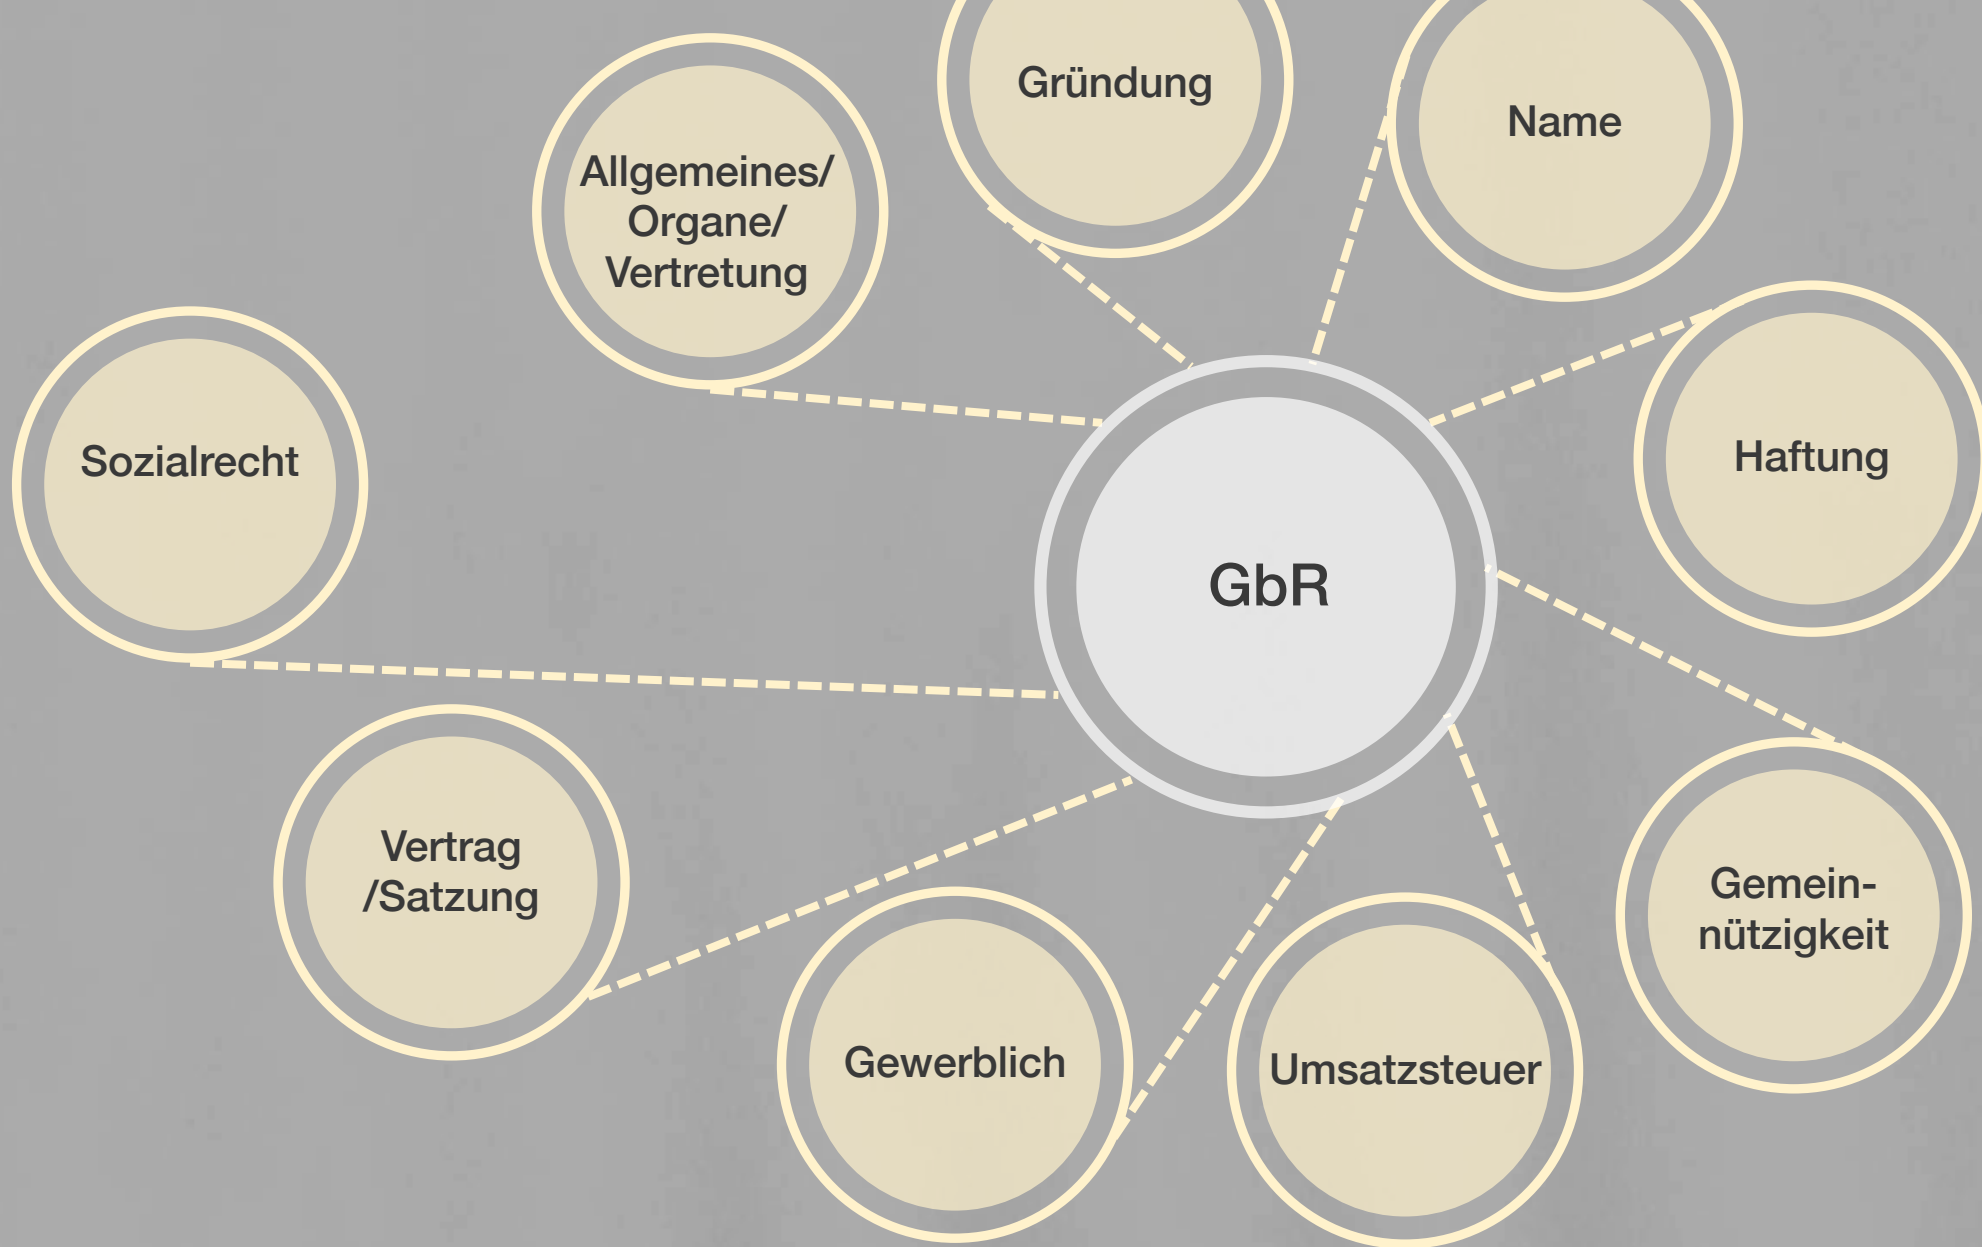 Gründung
Name
Allgemeines/
Organe/
Vertretung
Sozialrecht
Haftung
GbR
Vertrag
/Satzung
Gemein-
nützigkeit
Gewerblich
Umsatzsteuer